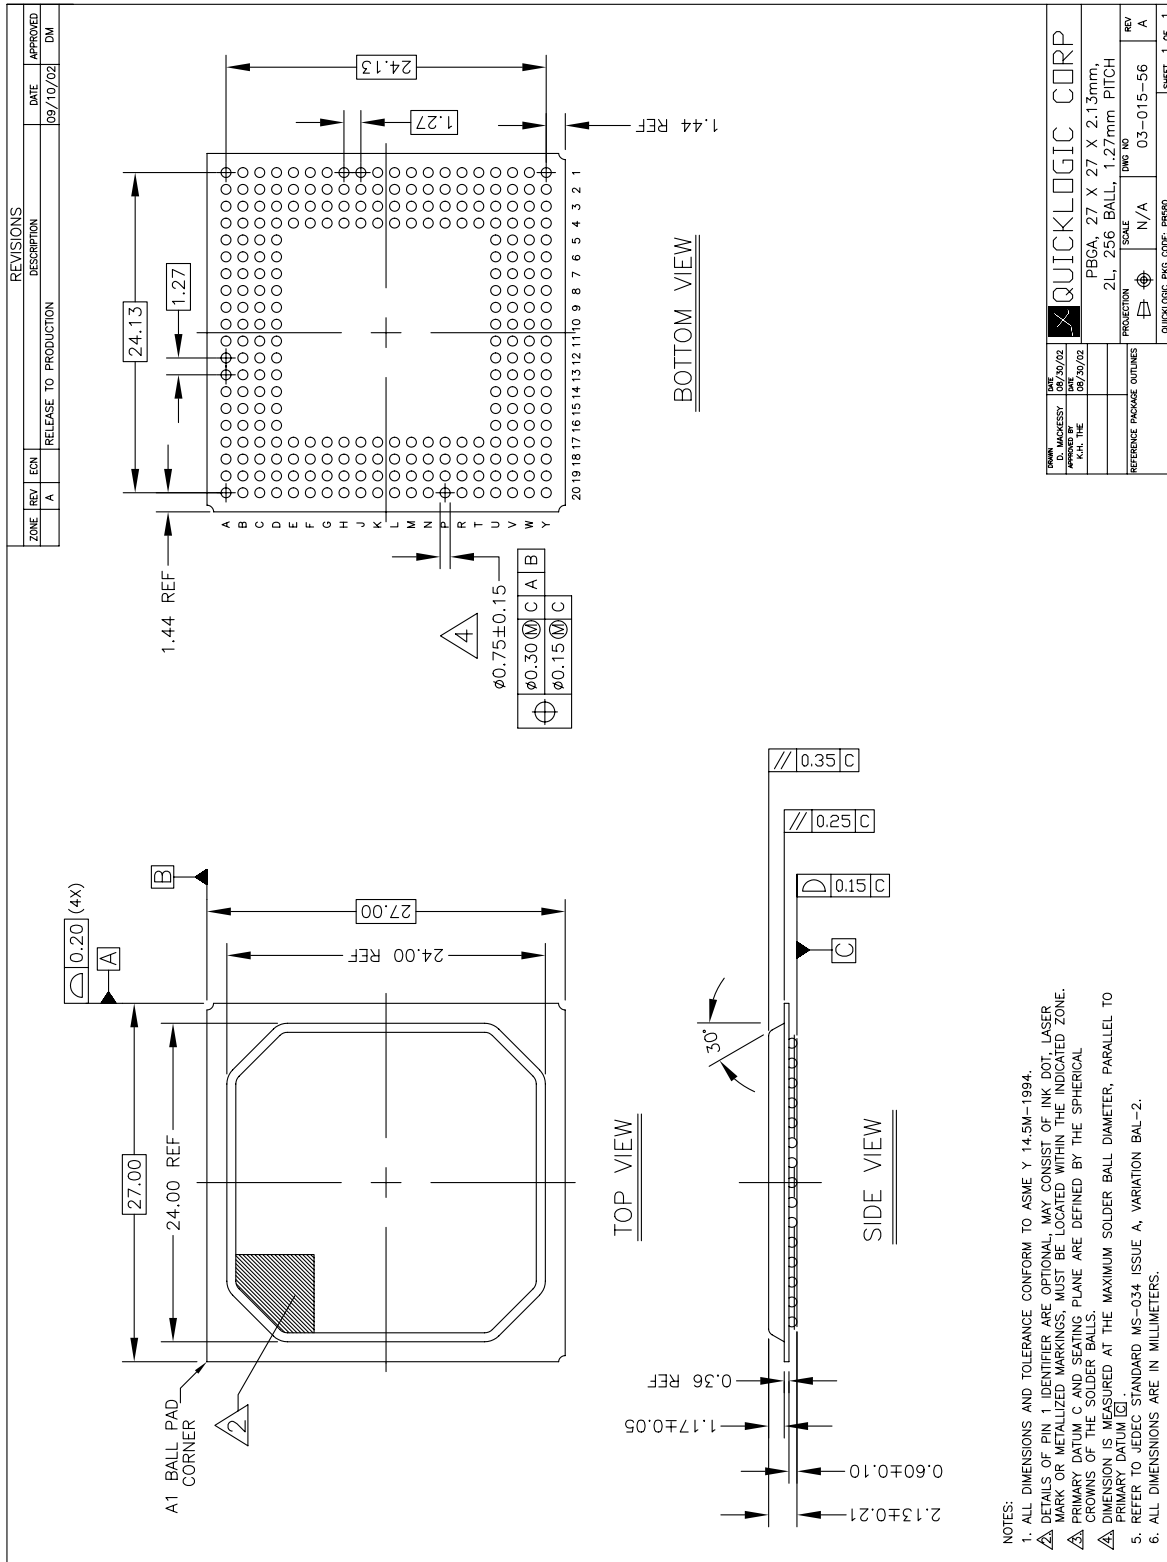 REVISIONS
ZONE REV ECN DESCRIPTION DATE APPROVED
A RELEASE TO PRODUCTION 09/10/02 DM
A1 BALL PAD
CORNER
27.00
24.00 REF
2
⌓ 0.20 (4X)
A
B
27.00
24.00 REF
TOP VIEW
1.44 REF
24.13
1.27
24.13
1.27
1.44 REF
A
B
C
D
E
F
G
H
J
K
L
M
N
P
R
T
U
V
W
Y
20 19 18 17 16 15 14 13 12 11 10 9 8 7 6 5 4 3 2 1
4
ø0.75±0.15
⌖ ø0.30 Ⓜ C A B
ø0.15 Ⓜ C
BOTTOM VIEW
// 0.35 C
// 0.25 C
⌓ 0.15 C
C
30°
0.36 REF
1.17±0.05
0.60±0.10
2.13±0.21
SIDE VIEW
NOTES:
1. ALL DIMENSIONS AND TOLERANCE CONFORM TO ASME Y 14.5M-1994.
2. DETAILS OF PIN 1 IDENTIFIER ARE OPTIONAL, MAY CONSIST OF INK DOT, LASER
MARK OR METALLIZED MARKINGS, MUST BE LOCATED WITHIN THE INDICATED ZONE.
3. PRIMARY DATUM C AND SEATING PLANE ARE DEFINED BY THE SPHERICAL
CROWNS OF THE SOLDER BALLS.
4. DIMENSION IS MEASURED AT THE MAXIMUM SOLDER BALL DIAMETER, PARALLEL TO
PRIMARY DATUM C.
5. REFER TO JEDEC STANDARD MS-034 ISSUE A, VARIATION BAL-2.
6. ALL DIMENSNIONS ARE IN MILLIMETERS.
DRAWN D. MACKESSY DATE 08/30/02
APPROVED BY K.H. THE DATE 08/30/02
REFERENCE PACKAGE OUTLINES
QUICKLOGIC CORP
PBGA, 27 X 27 X 2.13mm,
2L, 256 BALL, 1.27mm PITCH
PROJECTION SCALE N/A DWG NO 03-015-56 REV A
QUICKLOGIC PKG CODE: SHEET 1 OF 1